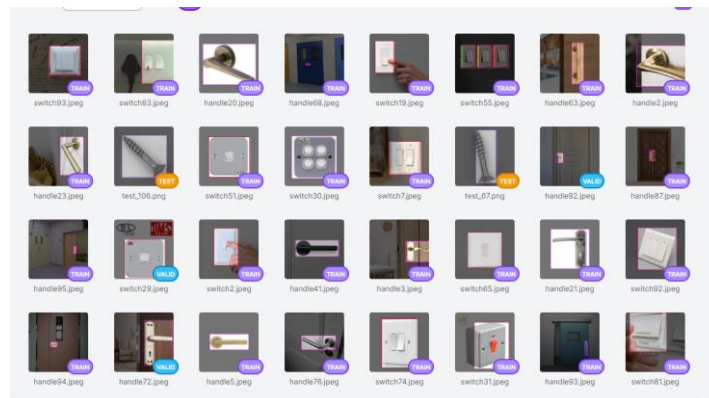 TRAIN TRAIN TRAIN TRAIN TRAIN TRAIN TRAIN TRAIN
switch93.jpeg switch83.jpeg handle20.jpeg handle68.jpeg switch19.jpeg switch55.jpeg handle63.jpeg handle2.jpeg
TRAIN TEST TRAIN TRAIN TRAIN TEST VALID TRAIN
handle23.jpeg test_106.png switch51.jpeg switch30.jpeg switch7.jpeg test_67.png handle92.jpeg handle87.jpeg
TRAIN VALID TRAIN TRAIN TRAIN TRAIN TRAIN TRAIN
handle95.jpeg switch29.jpeg switch2.jpeg handle41.jpeg handle3.jpeg switch65.jpeg handle21.jpeg switch92.jpeg
TRAIN VALID TRAIN TRAIN TRAIN TRAIN TRAIN TRAIN
handle94.jpeg handle72.jpeg handle5.jpeg handle76.jpeg switch74.jpeg switch31.jpeg handle93.jpeg switch81.jpeg